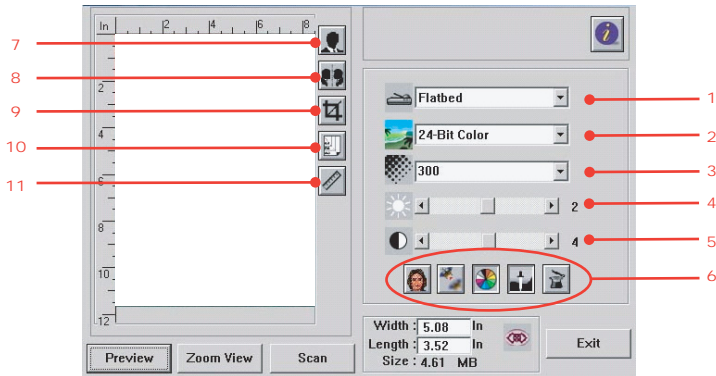 In 2 4 6 8
2
4
6
8
10
12
7
8
9
10
11
i
Flatbed
24-Bit Color
300
2
4
1
2
3
4
5
6
Width : 5.08 In
Length : 3.52 In
Size : 4.61 MB
Preview Zoom View Scan
Exit